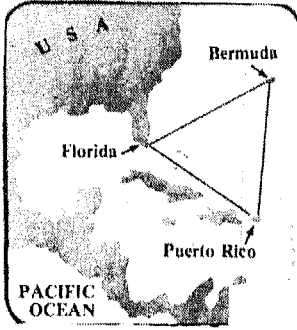 U S A
Bermuda
Florida
Puerto Rico
PACIFIC
OCEAN